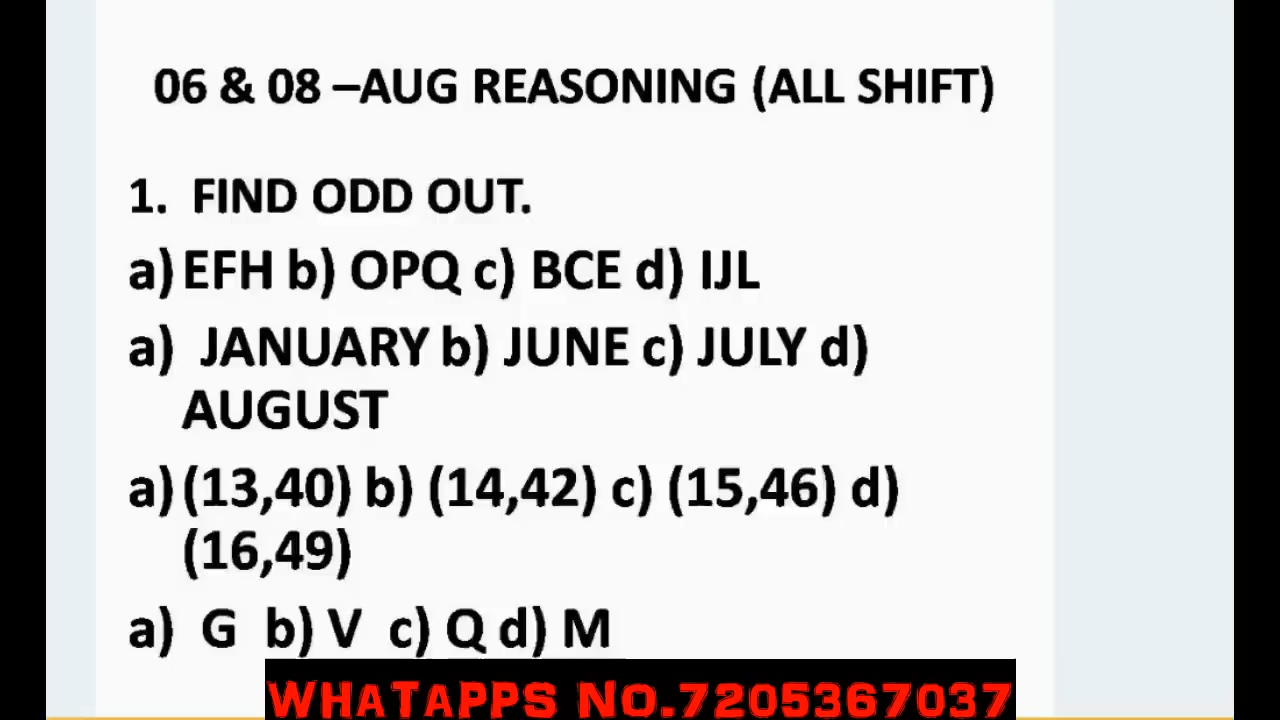 06 & 08 –AUG REASONING (ALL SHIFT)
1. FIND ODD OUT.
a) EFH b) OPQ c) BCE d) IJL
a) JANUARY b) JUNE c) JULY d)
AUGUST
a) (13,40) b) (14,42) c) (15,46) d)
(16,49)
a) G b) V c) Q d) M
WHATAPPS NO.7205367037